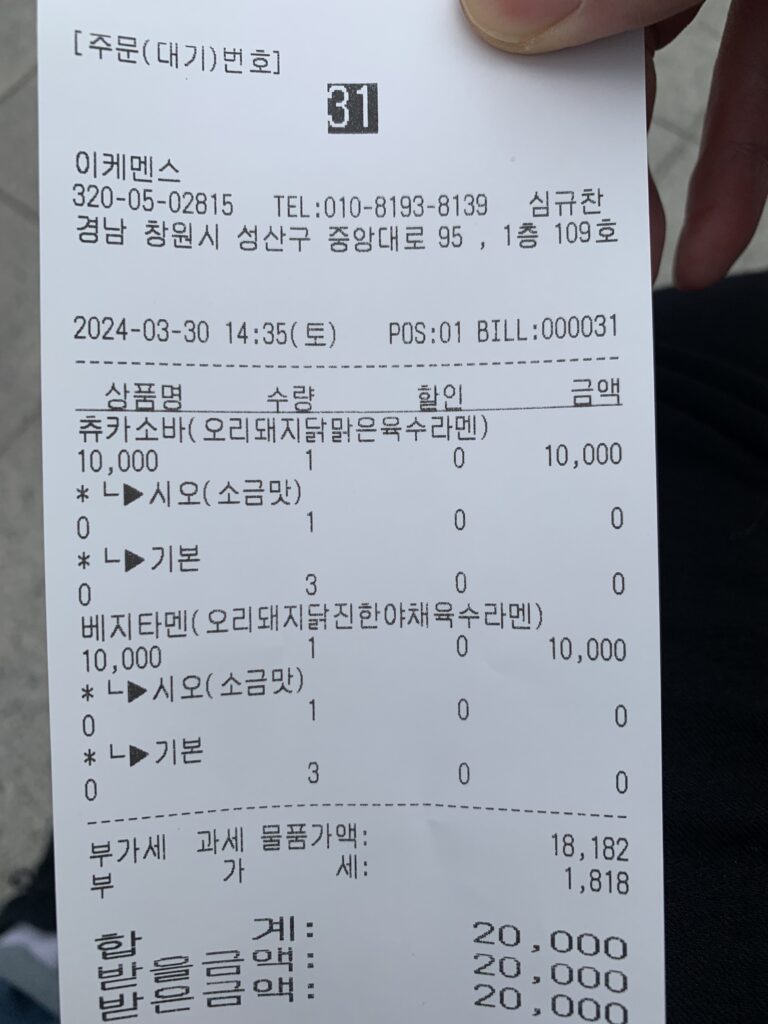 [주문(대기)번호]
31
이케멘스
320-05-02815 TEL:010-8193-8139 심규찬
경남 창원시 성산구 중앙대로 95 , 1층 109호
2024-03-30 14:35(토) POS:01 BILL:000031
상품명 수량 할인 금액
츄카소바(오리돼지닭맑은육수라멘)
10,000 1 0 10,000
* ㄴ▶시오(소금맛)
0 1 0 0
* ㄴ▶기본
0 3 0 0
베지타멘(오리돼지닭진한야채육수라멘)
10,000 1 0 10,000
* ㄴ▶시오(소금맛)
0 1 0 0
* ㄴ▶기본
0 3 0 0
부가세 과세 물품가액: 18,182
부 가 세: 1,818
합 계: 20,000
받을금액: 20,000
받은금액: 20,000